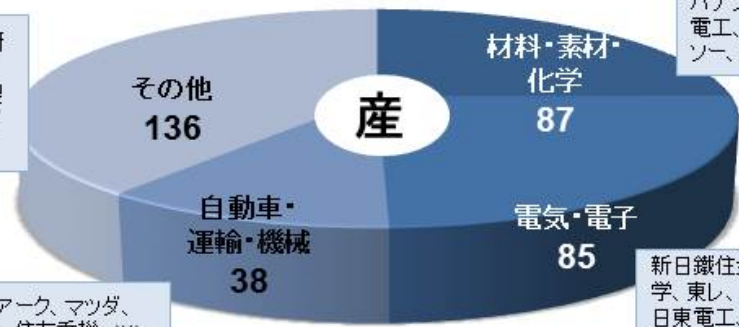 材料・素材・
化学
87
その他
136
産
自動車・
運輸・機械
38
電気・電子
85
電工、
ソー、
アーク、マツダ、
新日鐵住
学、東レ、
日東電工、